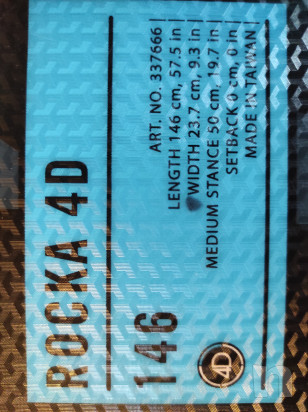 ROCKA 4D
146
ART. NO. 337666
LENGTH 146 cm, 57.5 in
WIDTH 23.7 cm, 9.3 in
MEDIUM STANCE 50 cm, 19.7 in
SETBACK 0 cm, 0 in
MADE IN TAIWAN
4D